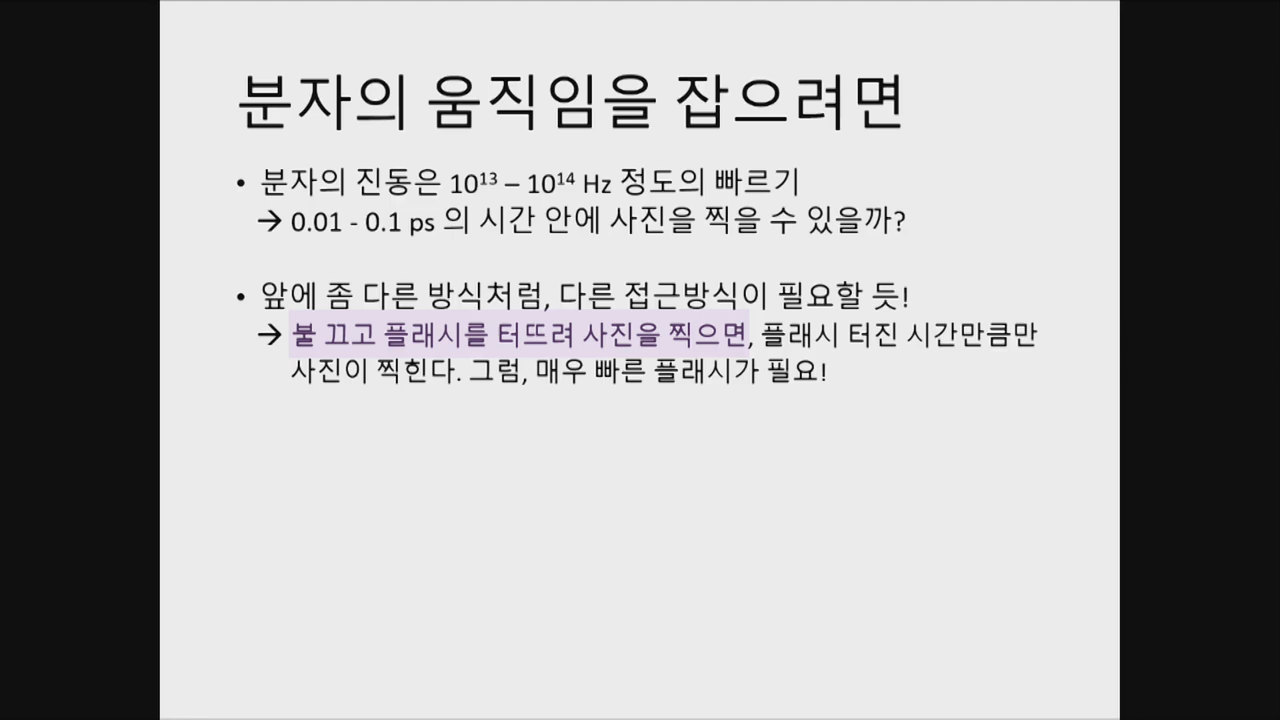 분자의 움직임을 잡으려면
• 분자의 진동은 10¹³ – 10¹⁴ Hz 정도의 빠르기
→ 0.01 - 0.1 ps 의 시간 안에 사진을 찍을 수 있을까?
• 앞에 좀 다른 방식처럼, 다른 접근방식이 필요할 듯!
→ 불 끄고 플래시를 터뜨려 사진을 찍으면, 플래시 터진 시간만큼만
사진이 찍힌다. 그럼, 매우 빠른 플래시가 필요!